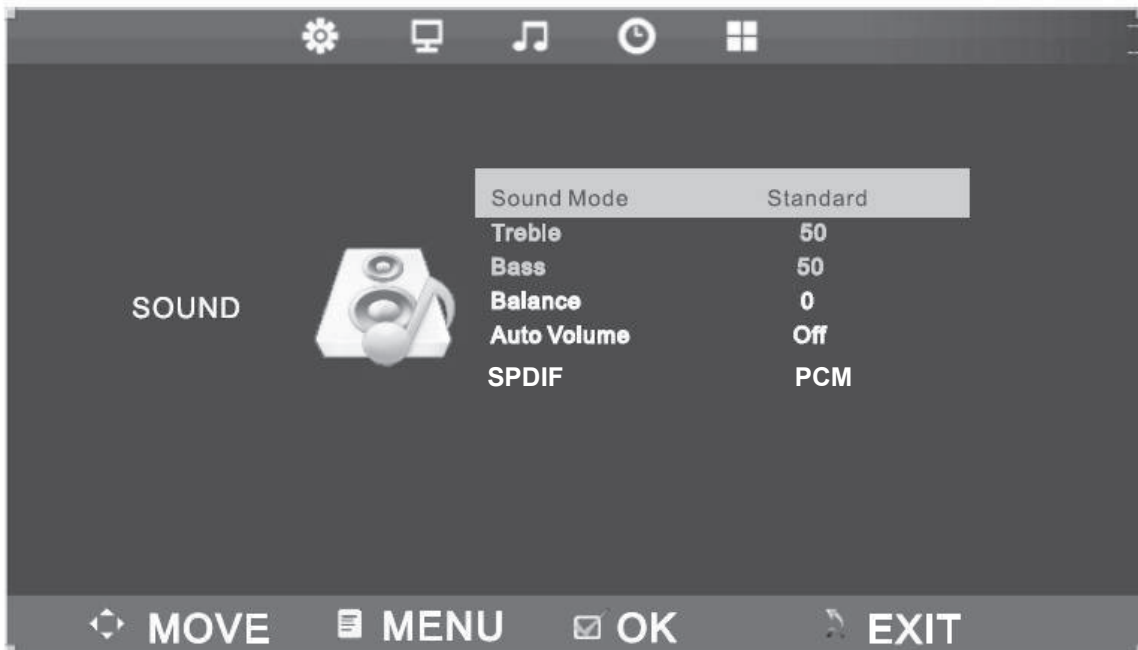 Sound Mode Standard
Treble 50
Bass 50
SOUND
Balance 0
Auto Volume Off
SPDIF PCM
MOVE MENU OK EXIT